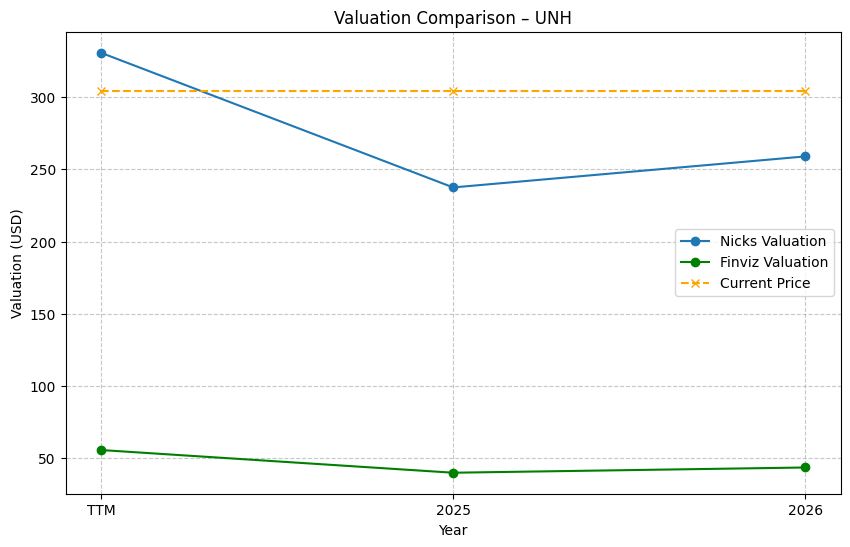 Valuation Comparison – UNH
Valuation (USD)
300
250
200
150
100
50
Nicks Valuation
Finviz Valuation
Current Price
TTM 2025 2026
Year